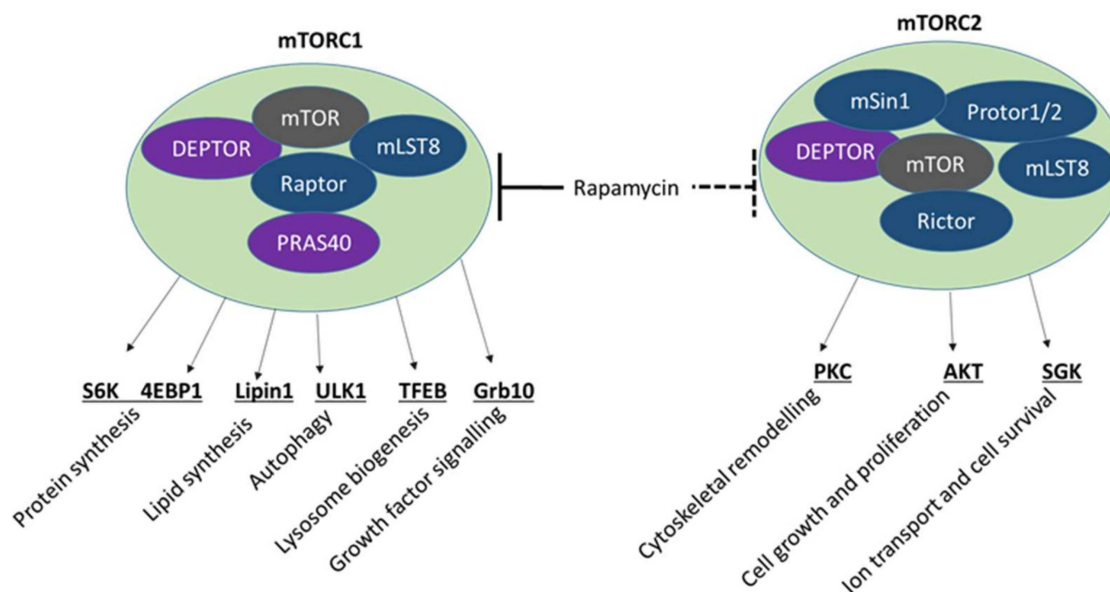 mTORC1
mTOR
DEPTOR
mLST8
Raptor
PRAS40
Rapamycin
mTORC2
mSin1
Protor1/2
DEPTOR
mTOR
mLST8
Rictor
S6K 4EBP1
Lipin1
ULK1
TFEB
Grb10
Protein synthesis
Lipid synthesis
Autophagy
Lysosome biogenesis
Growth factor signalling
PKC
AKT
SGK
Cytoskeletal remodelling
Cell growth and proliferation
Ion transport and cell survival